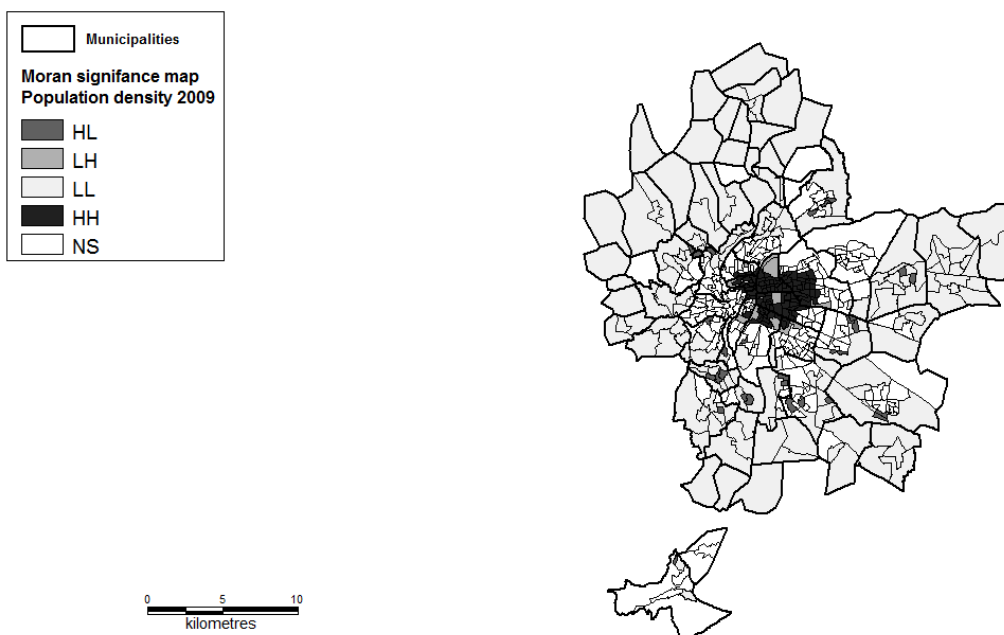 Municipalities
Moran signifance map
Population density 2009
HL
LH
LL
HH
NS
0 5 10
kilometres